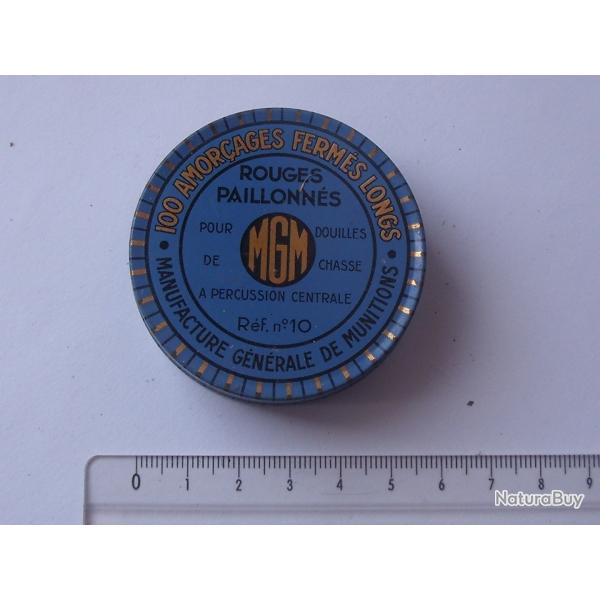 100 AMORÇAGES FERMÉS LONGS
ROUGES
PAILLONNÉS
POUR DOUILLES
MGM
DE CHASSE
A PERCUSSION CENTRALE
Réf. nº10
• MANUFACTURE GÉNÉRALE DE MUNITIONS •
0 1 2 3 4 5 6 7 8 9
NaturaBuy